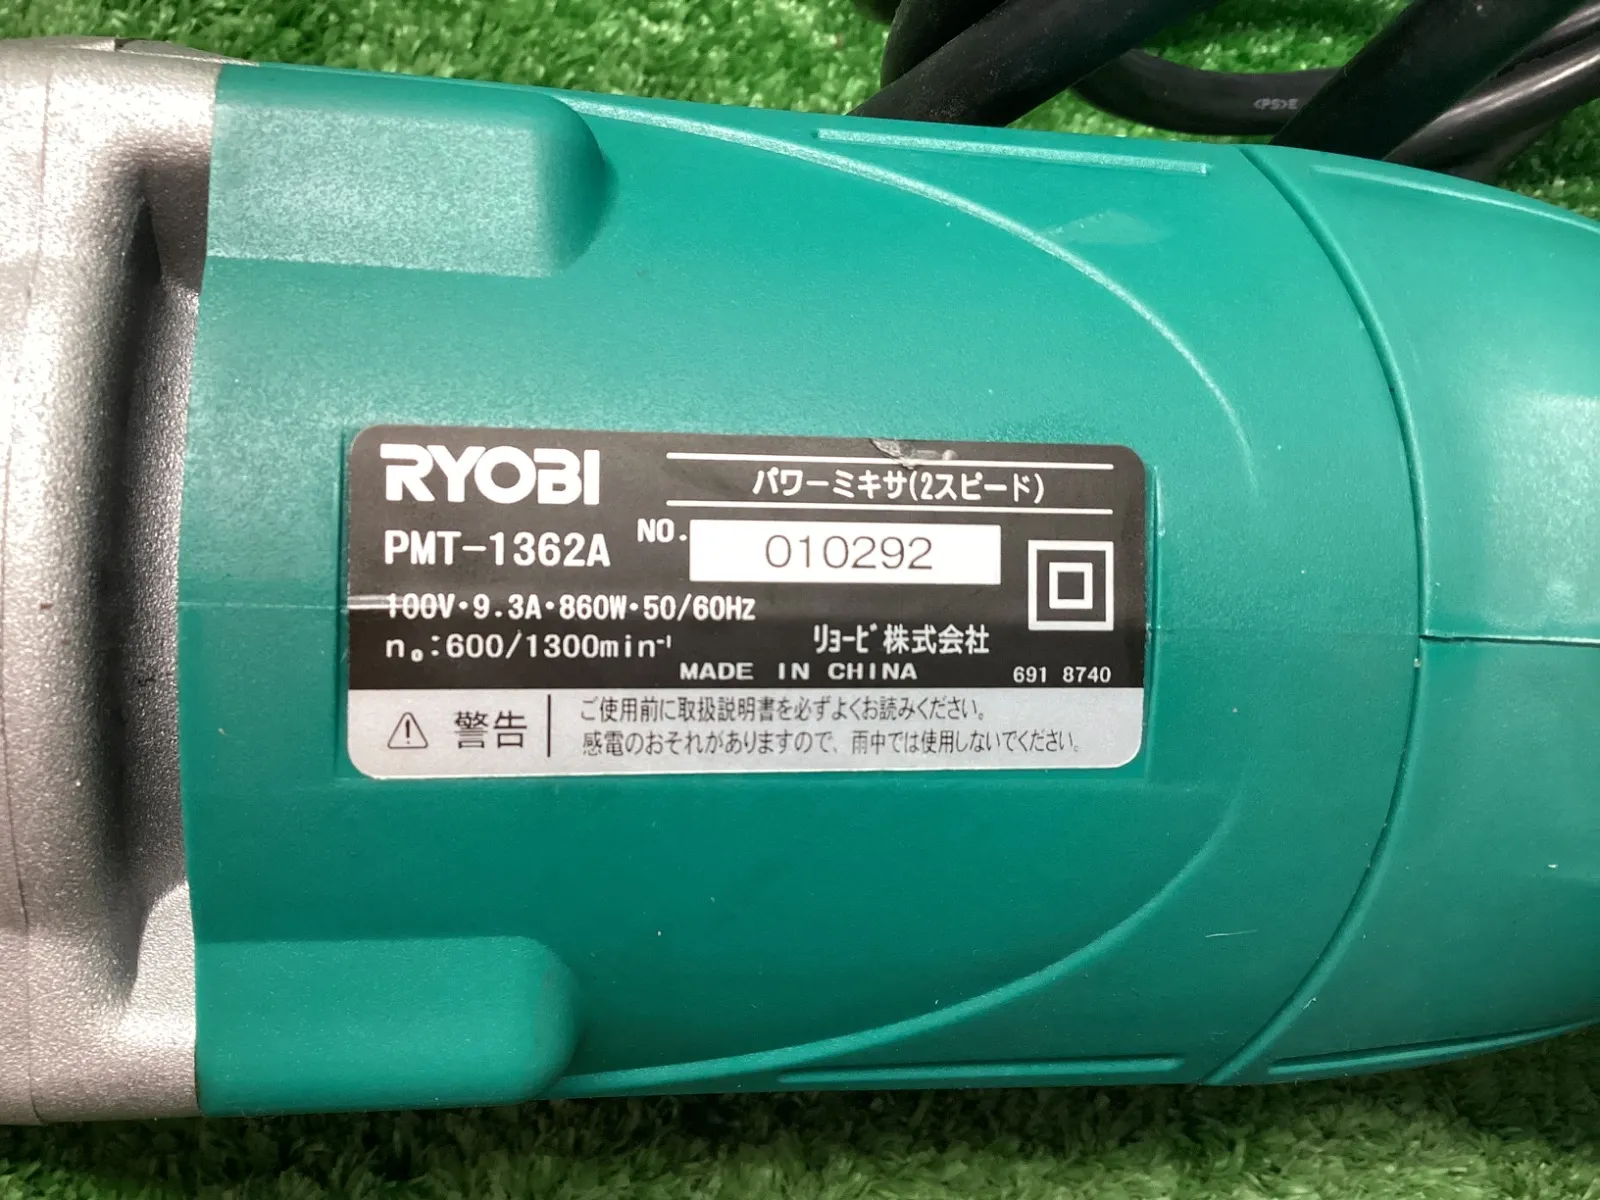 <PS>E
RYOBI
パワーミキサ(2スピード)
PMT-1362A
NO. 010292
100V・9.3A・860W・50/60Hz
n₀:600/1300min⁻¹
リョービ株式会社
MADE IN CHINA
691 8740
⚠ 警告
ご使用前に取扱説明書を必ずよくお読みください。
感電のおそれがありますので、雨中では使用しないでください。